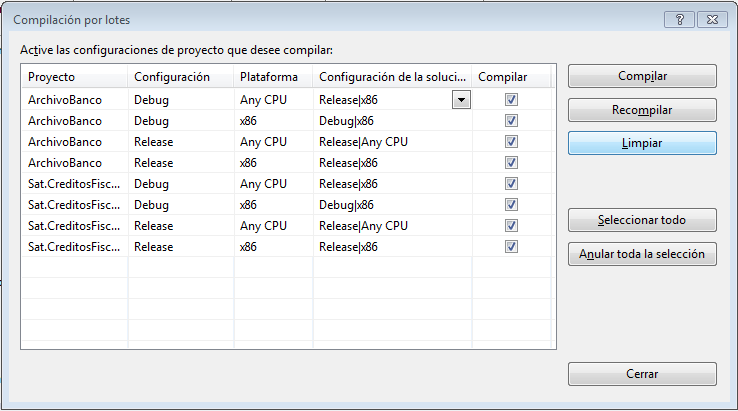 Compilación por lotes
Active las configuraciones de proyecto que desee compilar:
Proyecto Configuración Plataforma Configuración de la soluci... Compilar
ArchivoBanco Debug Any CPU Release|x86
ArchivoBanco Debug x86 Debug|x86
ArchivoBanco Release Any CPU Release|Any CPU
ArchivoBanco Release x86 Release|x86
Sat.CreditosFisc... Debug Any CPU Release|x86
Sat.CreditosFisc... Debug x86 Debug|x86
Sat.CreditosFisc... Release Any CPU Release|Any CPU
Sat.CreditosFisc... Release x86 Release|x86
Compilar
Recompilar
Limpiar
Seleccionar todo
Anular toda la selección
Cerrar